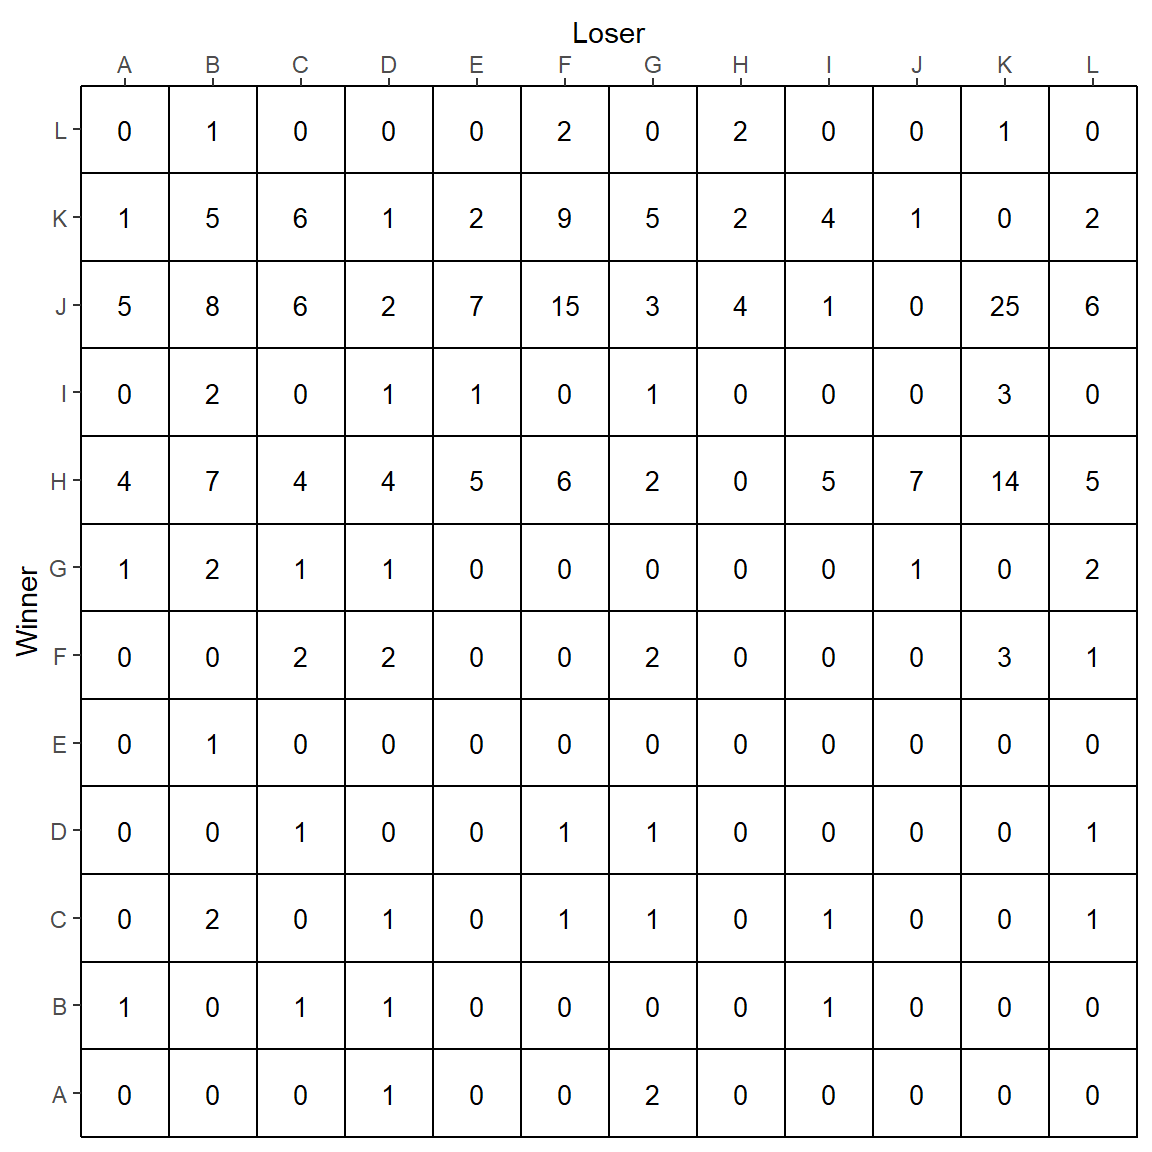 Loser
A B C D E F G H I J K L
L 0 1 0 0 0 2 0 2 0 0 1 0
K 1 5 6 1 2 9 5 2 4 1 0 2
J 5 8 6 2 7 15 3 4 1 0 25 6
I 0 2 0 1 1 0 1 0 0 0 3 0
H 4 7 4 4 5 6 2 0 5 7 14 5
G 1 2 1 1 0 0 0 0 0 1 0 2
F 0 0 2 2 0 0 2 0 0 0 3 1
E 0 1 0 0 0 0 0 0 0 0 0 0
D 0 0 1 0 0 1 1 0 0 0 0 1
C 0 2 0 1 0 1 1 0 1 0 0 1
B 1 0 1 1 0 0 0 0 1 0 0 0
A 0 0 0 1 0 0 2 0 0 0 0 0
Winner